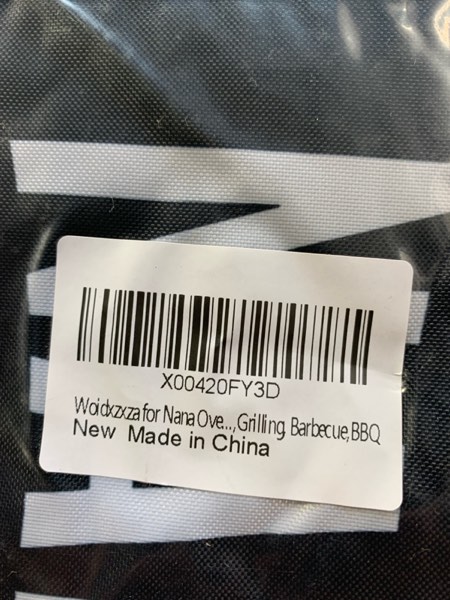 X00420FY3D
Woidxzxza for Nana Ove..., Grilling, Barbecue, BBQ
New Made in China